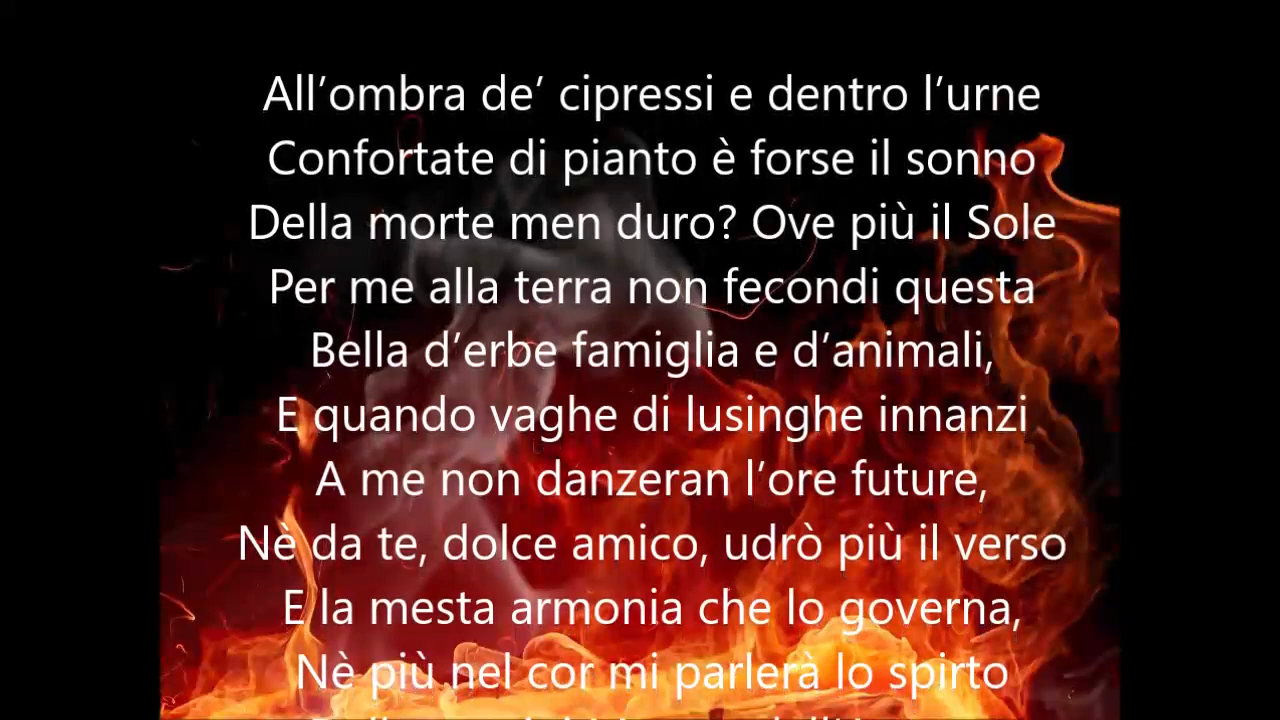 All’ombra de’ cipressi e dentro l’urne
Confortate di pianto è forse il sonno
Della morte men duro? Ove più il Sole
Per me alla terra non fecondi questa
Bella d’erbe famiglia e d’animali,
E quando vaghe di lusinghe innanzi
A me non danzeran l’ore future,
Nè da te, dolce amico, udrò più il verso
E la mesta armonia che lo governa,
Nè più nel cor mi parlerà lo spirto